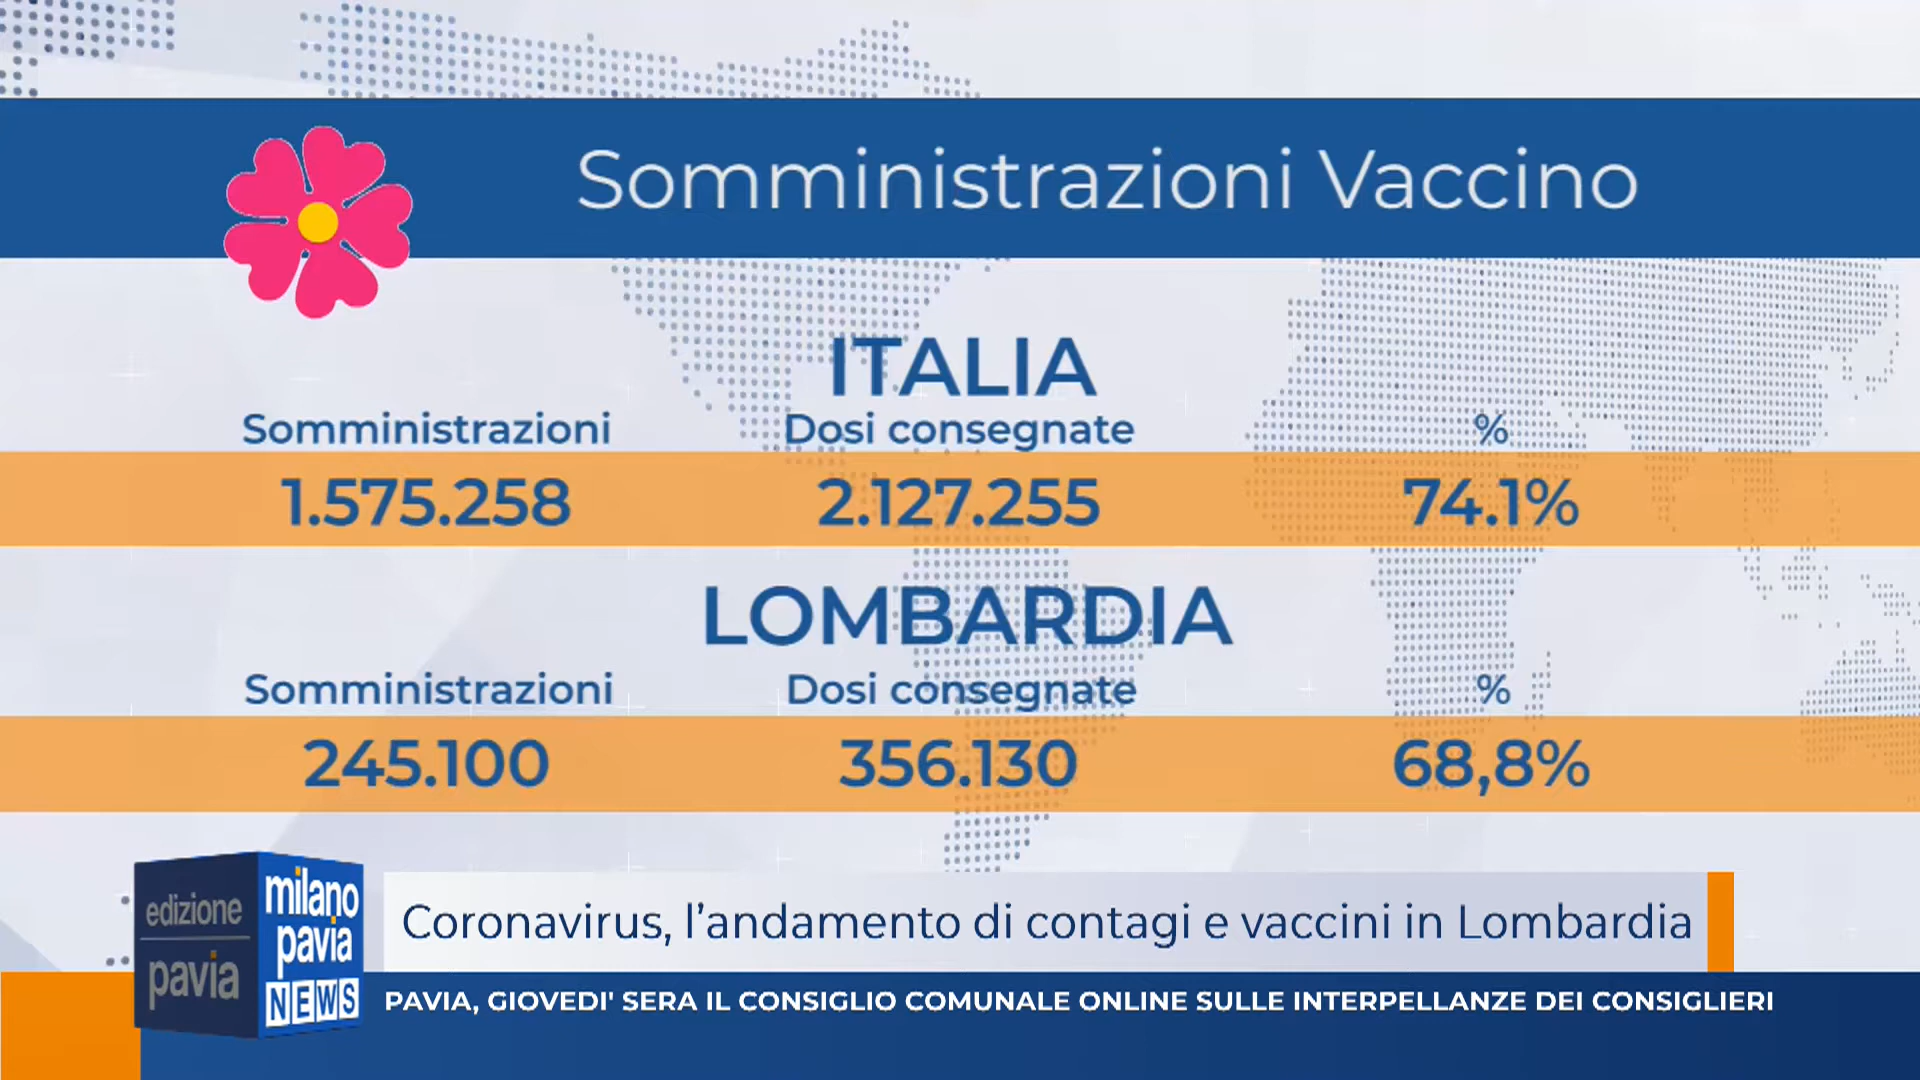 Somministrazioni Vaccino
ITALIA
Somministrazioni Dosi consegnate %
1.575.258 2.127.255 74.1%
LOMBARDIA
Somministrazioni Dosi consegnate %
245.100 356.130 68,8%
edizione
pavia
milano
pavia
NEWS
Coronavirus, l’andamento di contagi e vaccini in Lombardia
PAVIA, GIOVEDI' SERA IL CONSIGLIO COMUNALE ONLINE SULLE INTERPELLANZE DEI CONSIGLIERI